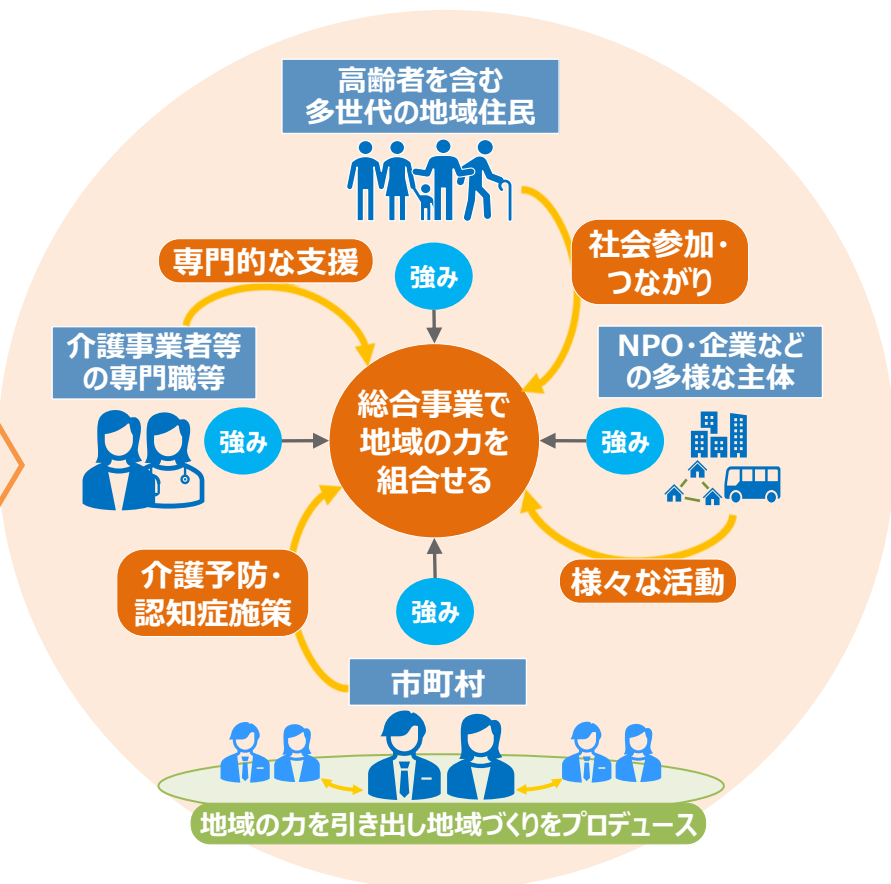 高齢者を含む
多世代の地域住民
専門的な支援
強み
社会参加・
つながり
介護事業者等
の専門職等
NPO・企業など
の多様な主体
総合事業で
地域の力を
組合せる
強み
強み
介護予防・
認知症施策
様々な活動
強み
市町村
地域の力を引き出し地域づくりをプロデュース